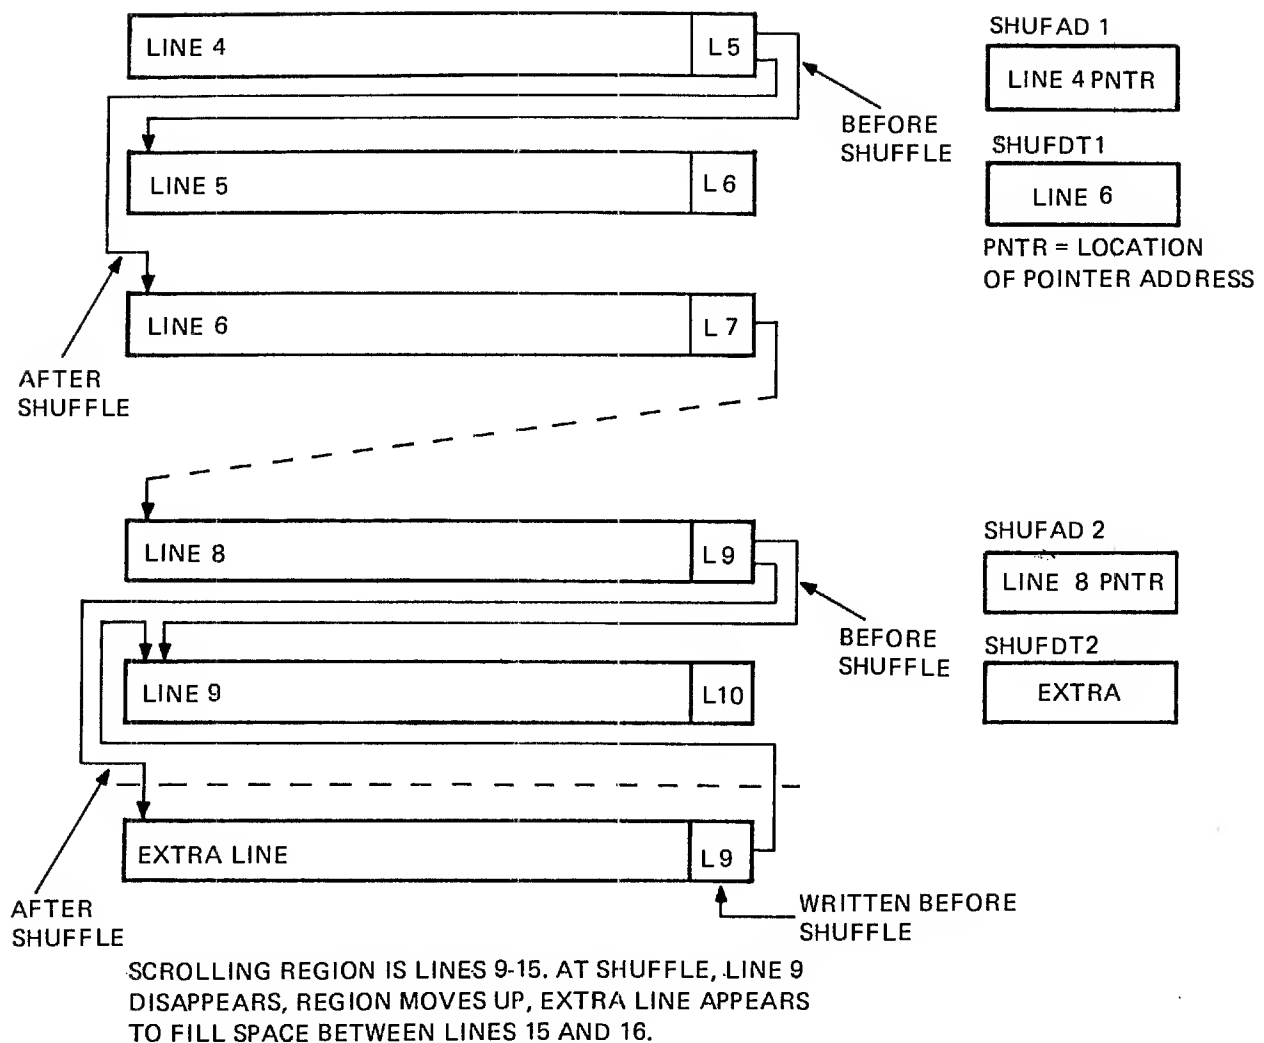 LINE 4
L5
SHUFAD 1
LINE 4 PNTR
BEFORE
SHUFFLE
SHUFDT1
LINE 6
PNTR = LOCATION
OF POINTER ADDRESS
LINE 5
L6
LINE 6
L7
AFTER
SHUFFLE
LINE 8
L9
SHUFAD 2
LINE 8 PNTR
BEFORE
SHUFFLE
SHUFDT2
EXTRA
LINE 9
L10
EXTRA LINE
L9
AFTER
SHUFFLE
WRITTEN BEFORE
SHUFFLE
SCROLLING REGION IS LINES 9-15. AT SHUFFLE, LINE 9
DISAPPEARS, REGION MOVES UP, EXTRA LINE APPEARS
TO FILL SPACE BETWEEN LINES 15 AND 16.